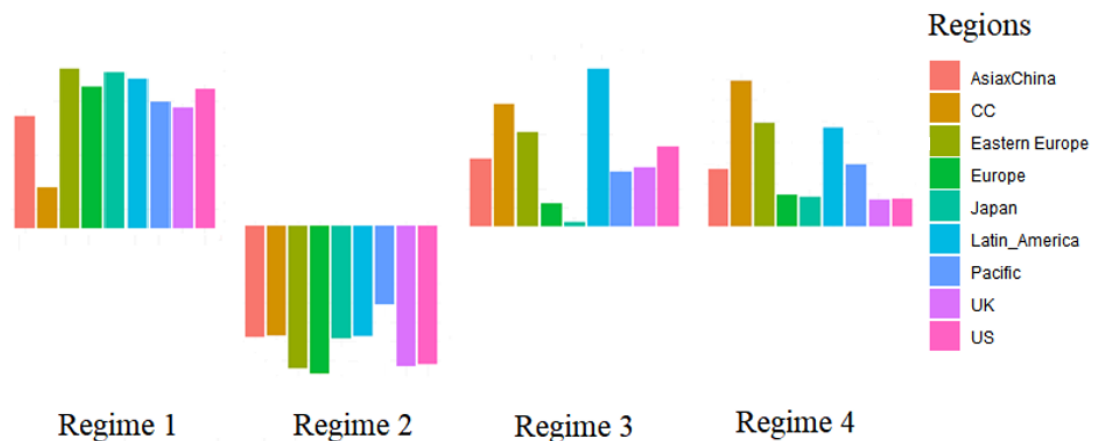 Regions
AsiaxChina
CC
Eastern Europe
Europe
Japan
Latin_America
Pacific
UK
US
Regime 1
Regime 2
Regime 3
Regime 4